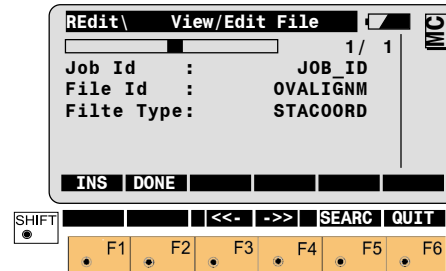 REdit\ View/Edit File
MC
1/ 1
Job Id : JOB_ID
File Id : OVALIGNM
Filte Type: STACOORD
INS DONE
SHIFT <<- ->> SEARC QUIT
F1 F2 F3 F4 F5 F6